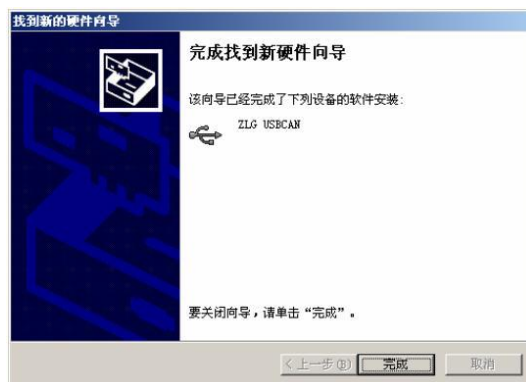 找到新的硬件向导
完成找到新硬件向导
该向导已经完成了下列设备的软件安装:
ZLG USBCAN
要关闭向导，请单击“完成”。
< 上一步(B)
完成
取消